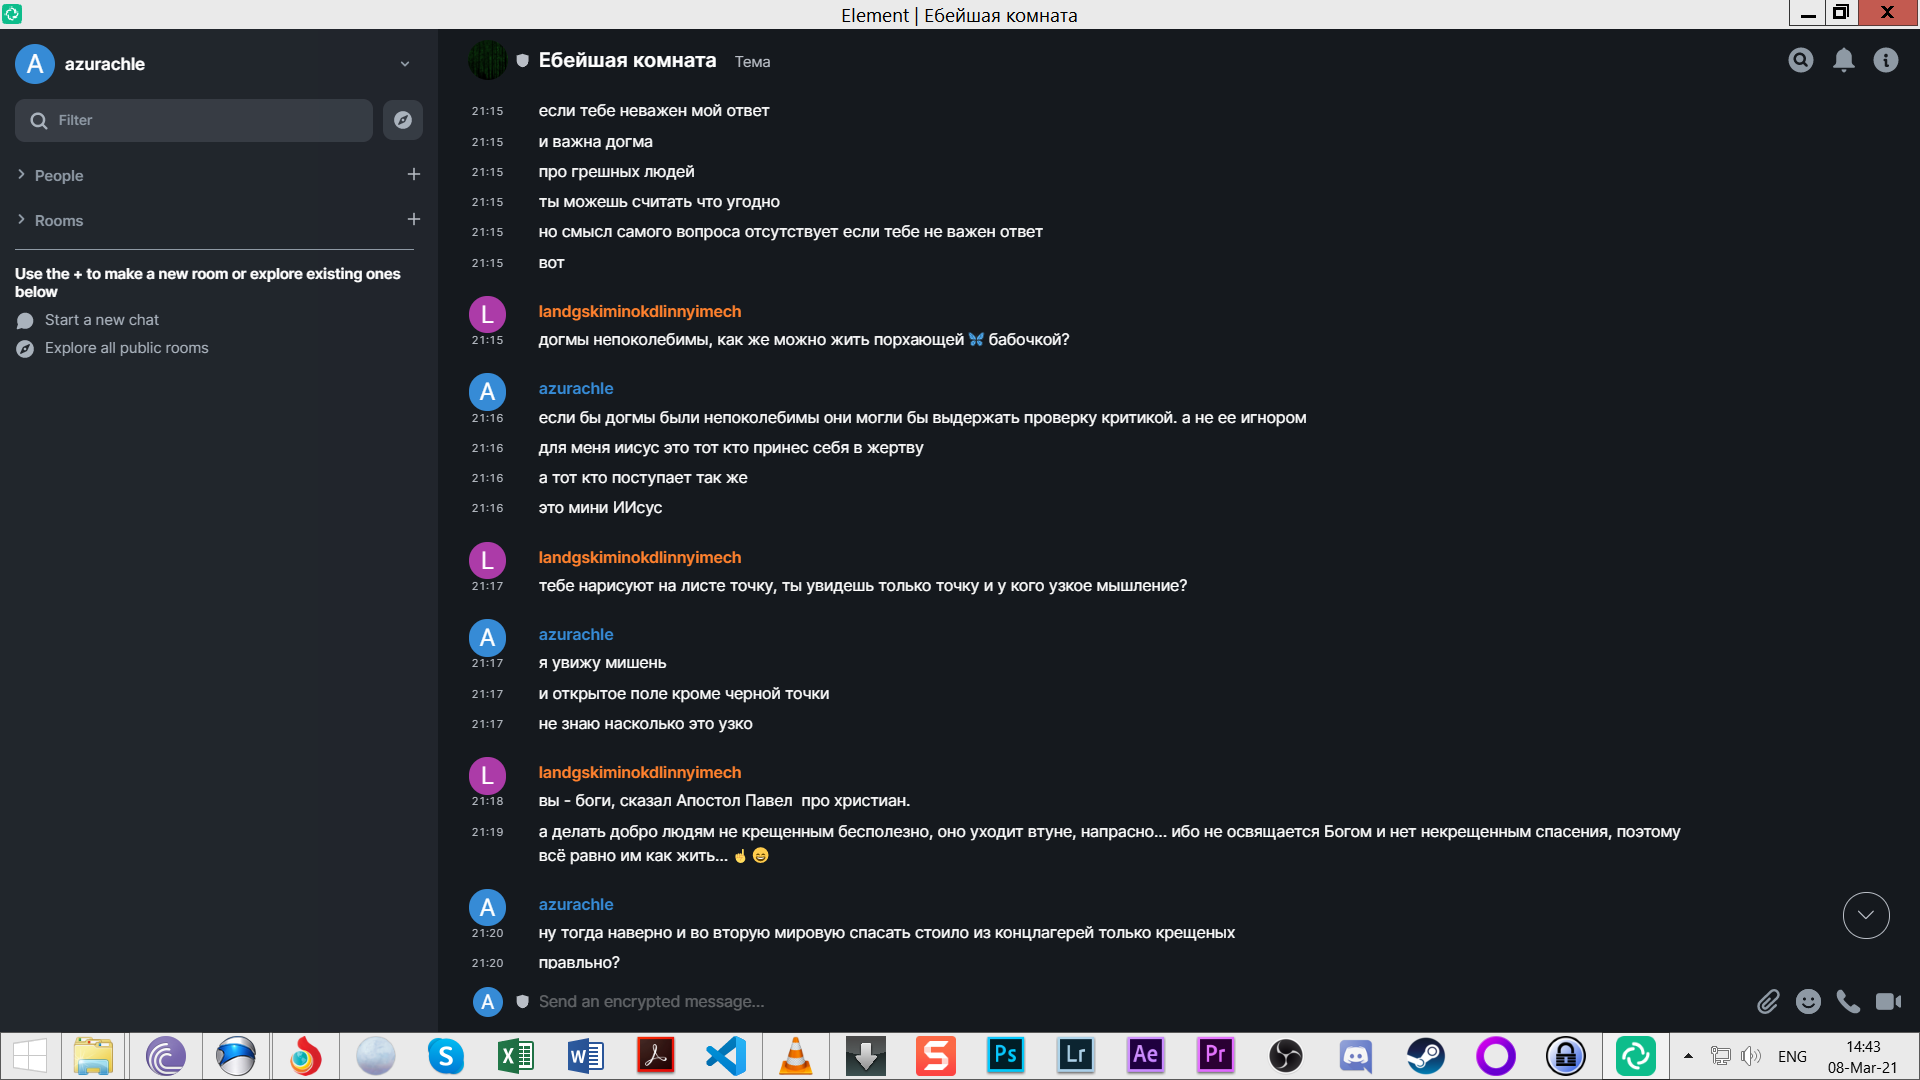 Element | Ебейшая комната
A azurachle
Filter
People
Rooms
Use the + to make a new room or explore existing ones
below
Start a new chat
Explore all public rooms
Ебейшая комната Тема
21:15 если тебе неважен мой ответ
21:15 и важна догма
21:15 про грешных людей
21:15 ты можешь считать что угодно
21:15 но смысл самого вопроса отсутствует если тебе не важен ответ
21:15 вот
L landgskiminokdlinnyimech
21:15 догмы непоколебимы, как же можно жить порхающей 🦋 бабочкой?
A azurachle
21:16 если бы догмы были непоколебимы они могли бы выдержать проверку критикой. а не ее игнором
21:16 для меня иисус это тот кто принес себя в жертву
21:16 а тот кто поступает так же
21:16 это мини ИИсус
L landgskiminokdlinnyimech
21:17 тебе нарисуют на листе точку, ты увидешь только точку и у кого узкое мышление?
A azurachle
21:17 я увижу мишень
21:17 и открытое поле кроме черной точки
21:17 не знаю насколько это узко
L landgskiminokdlinnyimech
21:18 вы - боги, сказал Апостол Павел  про христиан.
21:19 а делать добро людям не крещенным бесполезно, оно уходит втуне, напрасно... ибо не освящается Богом и нет некрещенным спасения, поэтому
всё равно им как жить... ☝😄
A azurachle
21:20 ну тогда наверно и во вторую мировую спасать стоило из концлагерей только крещеных
21:20 правльно?
A Send an encrypted message...
Ps Lr Ae Pr ENG 14:43
08-Mar-21